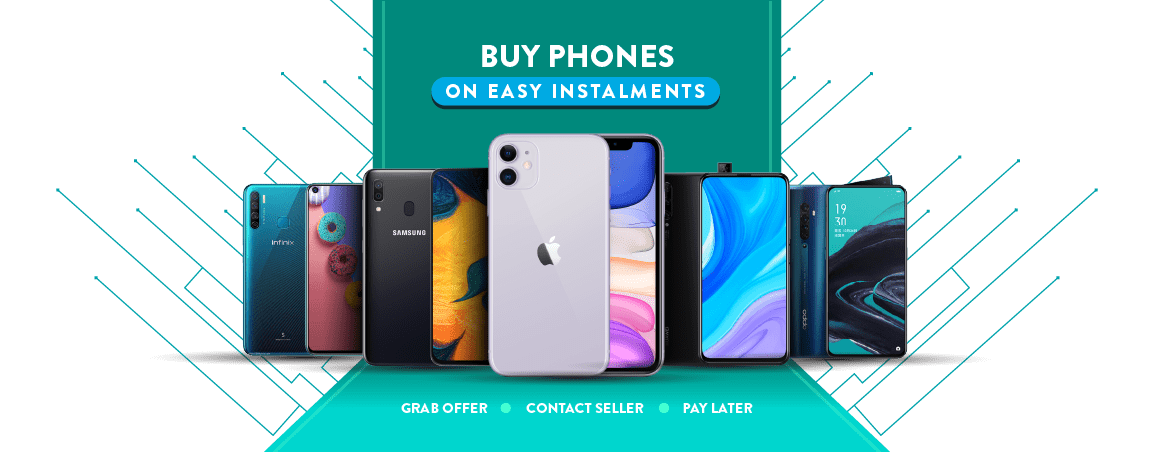 BUY PHONES
ON EASY INSTALMENTS
Infinix
SAMSUNG
19
30
oppo
GRAB OFFER
CONTACT SELLER
PAY LATER